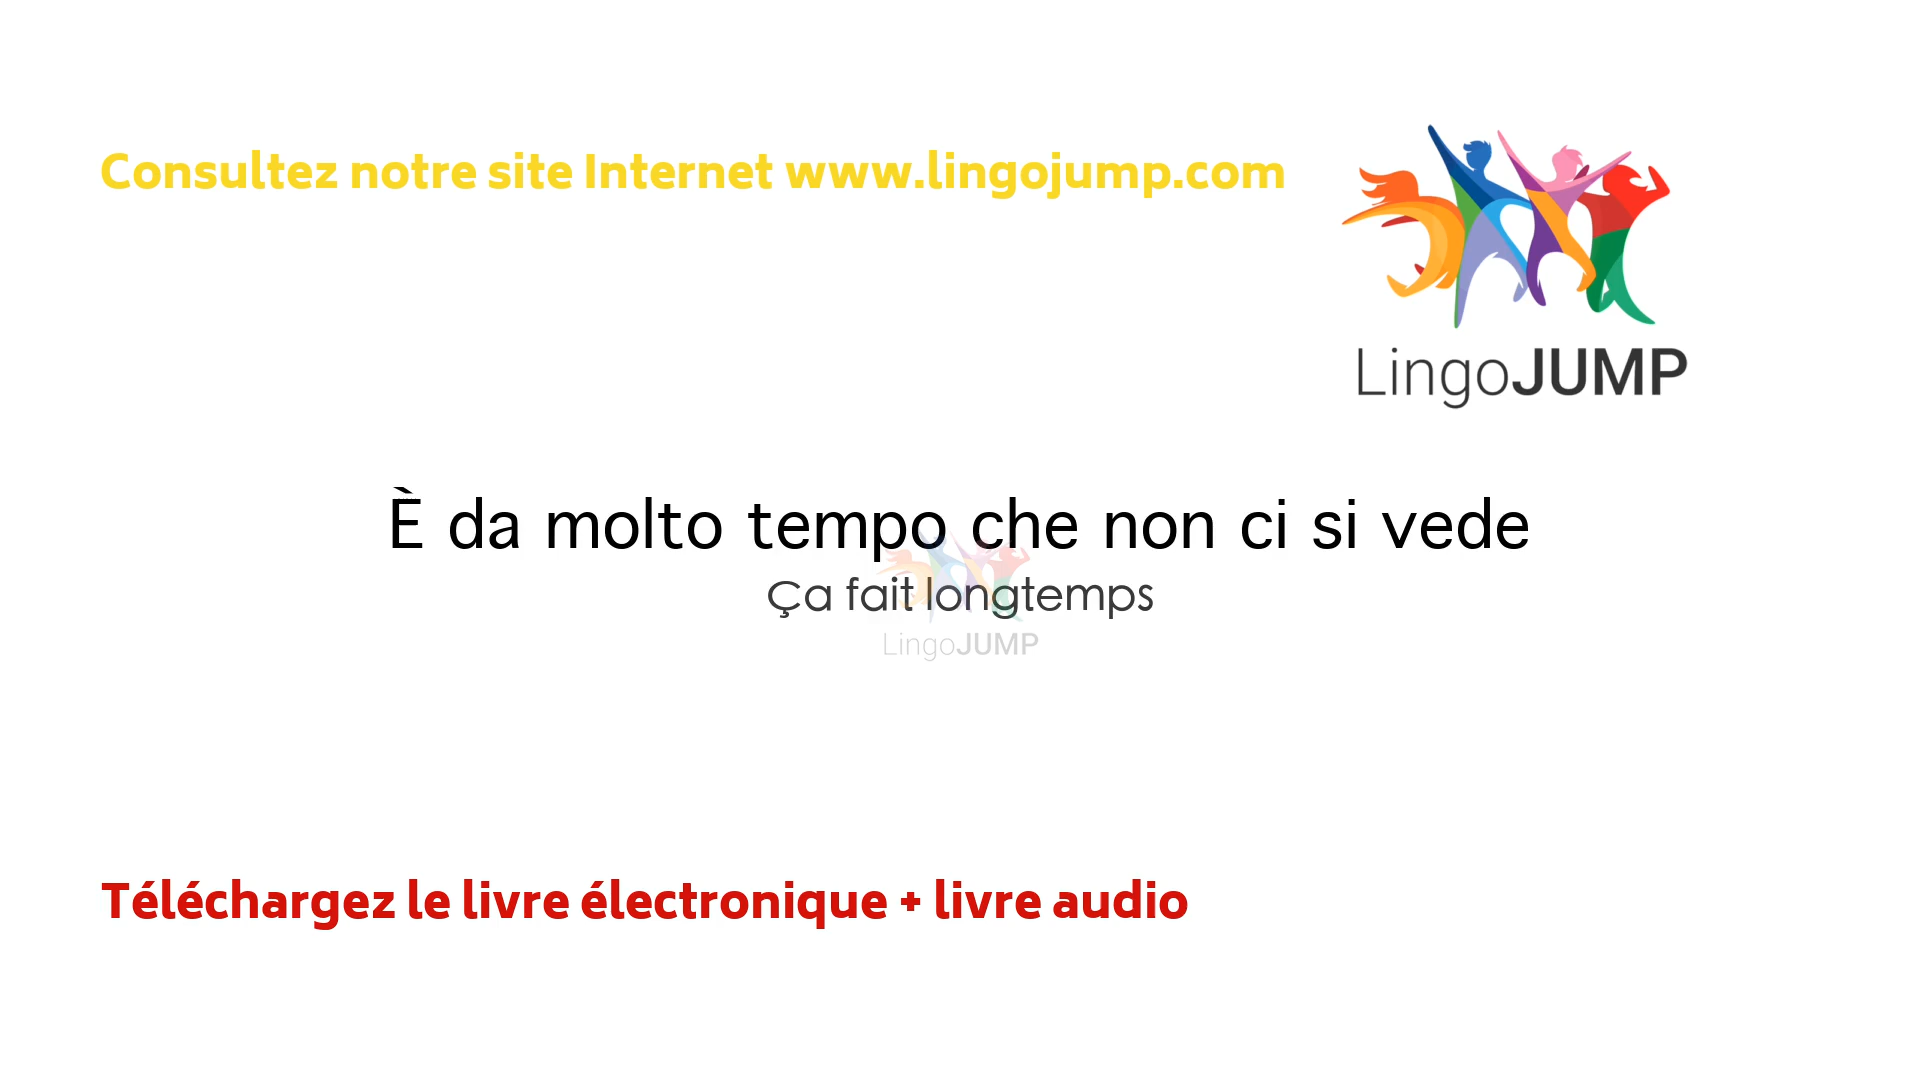 Consultez notre site Internet www.lingojump.com
LingoJUMP
È da molto tempo che non ci si vede
Ça fait longtemps
LingoJUMP
Téléchargez le livre électronique + livre audio